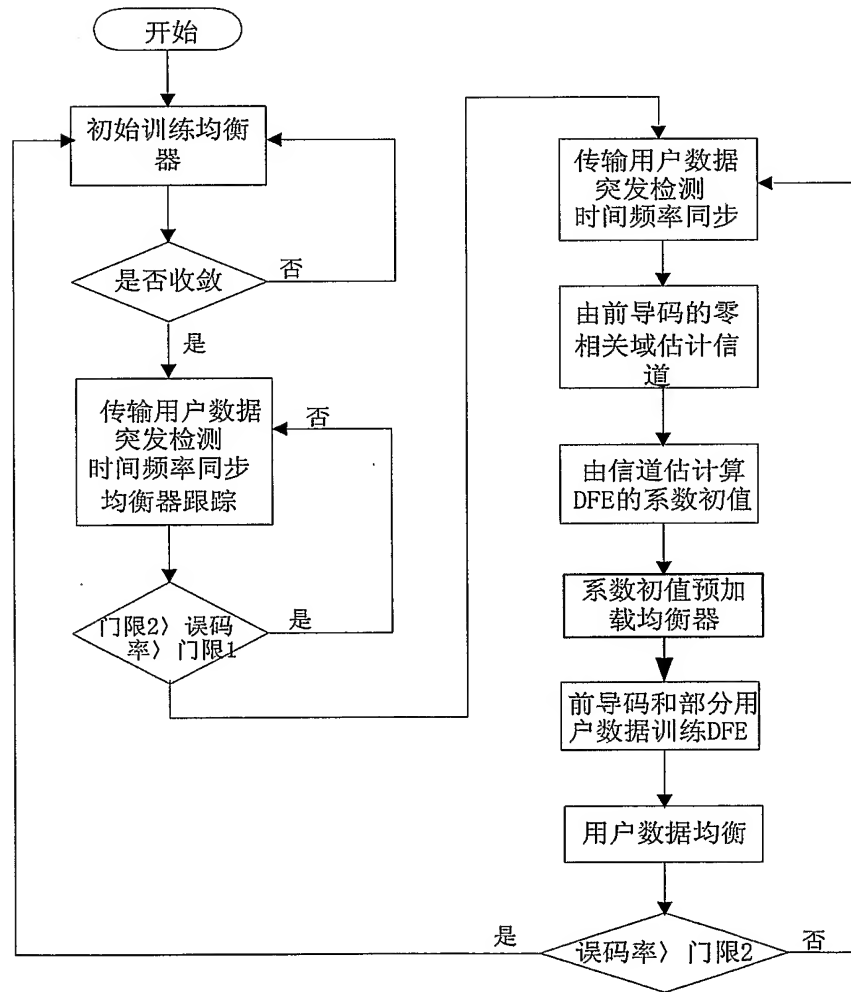 开始
初始训练均衡
器
是否收敛
否
是
传输用户数据
突发检测
时间频率同步
均衡器跟踪
否
门限2〉误码
率〉门限1
是
传输用户数据
突发检测
时间频率同步
由前导码的零
相关域估计信
道
由信道估计算
DFE的系数初值
系数初值预加
载均衡器
前导码和部分用
户数据训练DFE
用户数据均衡
误码率〉门限2
是
否